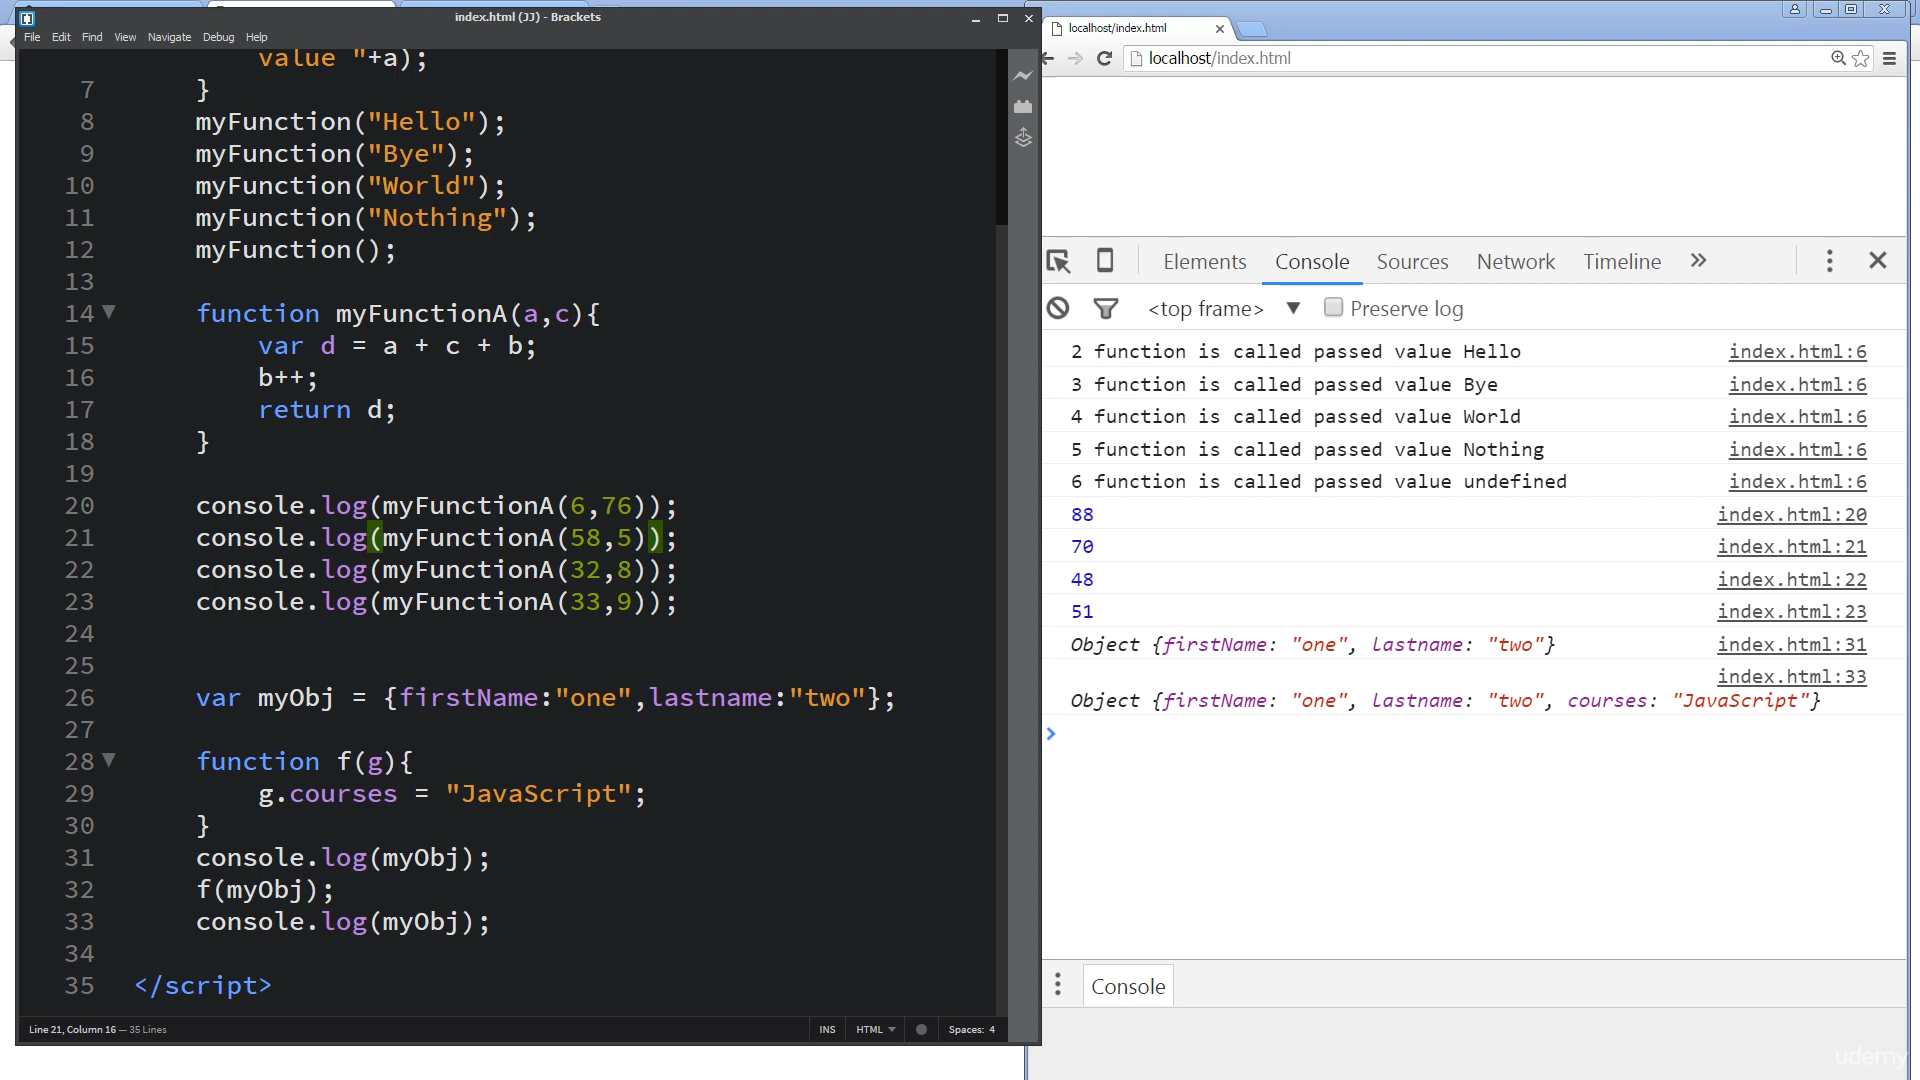 index.html (JJ) - Brackets
File Edit Find View Navigate Debug Help
value "+a);
7 }
8 myFunction("Hello");
9 myFunction("Bye");
10 myFunction("World");
11 myFunction("Nothing");
12 myFunction();
13
14 function myFunctionA(a,c){
15 var d = a + c + b;
16 b++;
17 return d;
18 }
19
20 console.log(myFunctionA(6,76));
21 console.log(myFunctionA(58,5));
22 console.log(myFunctionA(32,8));
23 console.log(myFunctionA(33,9));
24
25
26 var myObj = {firstName:"one",lastname:"two"};
27
28 function f(g){
29 g.courses = "JavaScript";
30 }
31 console.log(myObj);
32 f(myObj);
33 console.log(myObj);
34
35 </script>
Line 21, Column 16 — 35 Lines
INS HTML Spaces: 4
localhost/index.html
localhost/index.html
Elements Console Sources Network Timeline
<top frame> Preserve log
2 function is called passed value Hello index.html:6
3 function is called passed value Bye index.html:6
4 function is called passed value World index.html:6
5 function is called passed value Nothing index.html:6
6 function is called passed value undefined index.html:6
88 index.html:20
70 index.html:21
48 index.html:22
51 index.html:23
Object {firstName: "one", lastname: "two"} index.html:31
index.html:33
Object {firstName: "one", lastname: "two", courses: "JavaScript"}
Console
udemy